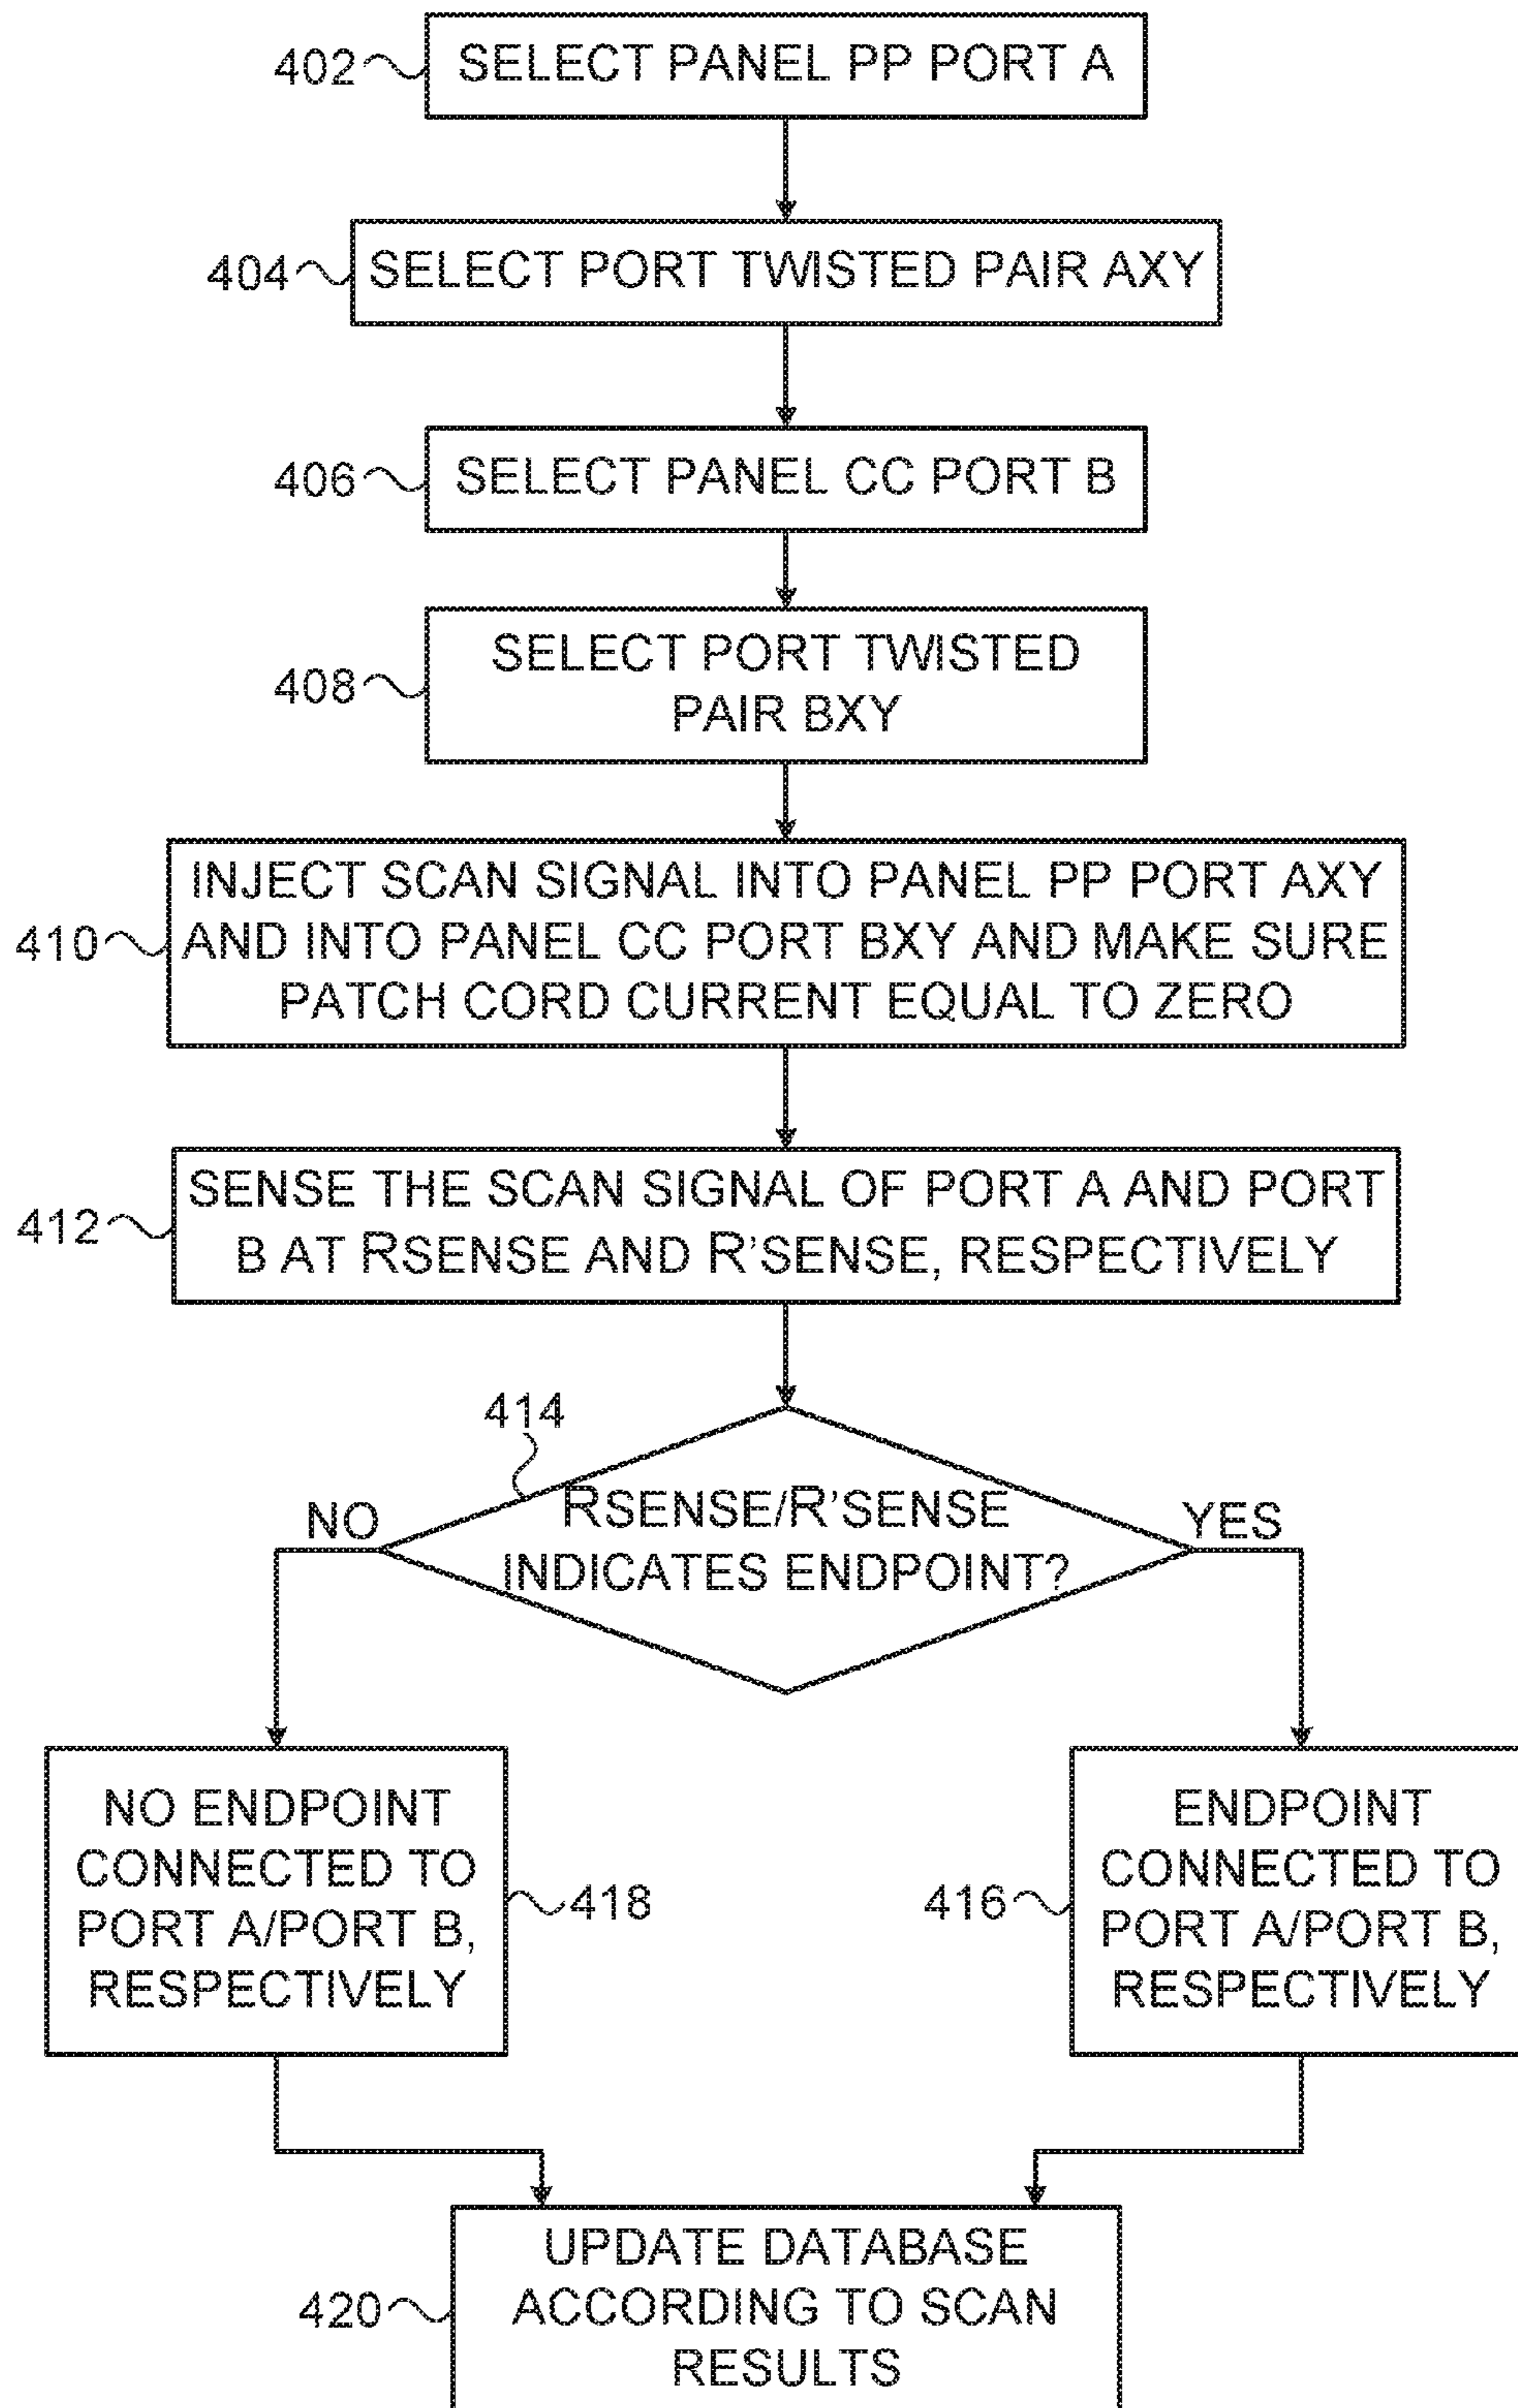 402
SELECT PANEL PP PORT A
404
SELECT PORT TWISTED PAIR AXY
406
SELECT PANEL CC PORT B
408
SELECT PORT TWISTED
PAIR BXY
410
INJECT SCAN SIGNAL INTO PANEL PP PORT AXY
AND INTO PANEL CC PORT BXY AND MAKE SURE
PATCH CORD CURRENT EQUAL TO ZERO
412
SENSE THE SCAN SIGNAL OF PORT A AND PORT
B AT RSENSE AND R'SENSE, RESPECTIVELY
414
RSENSE/R'SENSE
INDICATES ENDPOINT?
NO
YES
NO ENDPOINT
CONNECTED TO
PORT A/PORT B,
RESPECTIVELY
418
416
ENDPOINT
CONNECTED TO
PORT A/PORT B,
RESPECTIVELY
420
UPDATE DATABASE
ACCORDING TO SCAN
RESULTS